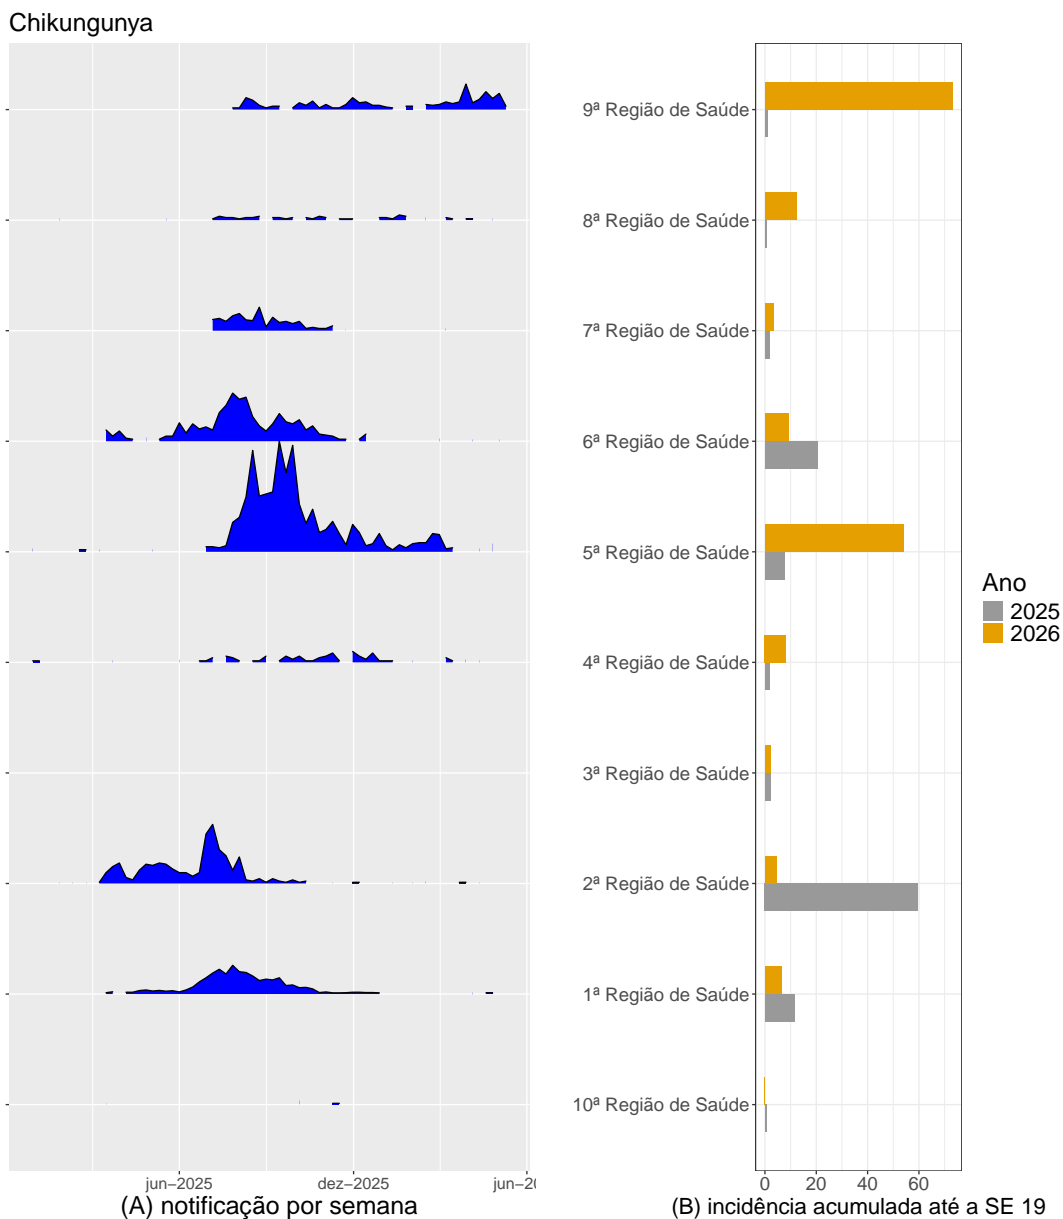 Chikungunya
9ª Região de Saúde
8ª Região de Saúde
7ª Região de Saúde
6ª Região de Saúde
5ª Região de Saúde
4ª Região de Saúde
3ª Região de Saúde
2ª Região de Saúde
1ª Região de Saúde
10ª Região de Saúde
Ano
2025
2026
jun–2025 dez–2025 jun–20
0 20 40 60
(A) notificação por semana
(B) incidência acumulada até a SE 19